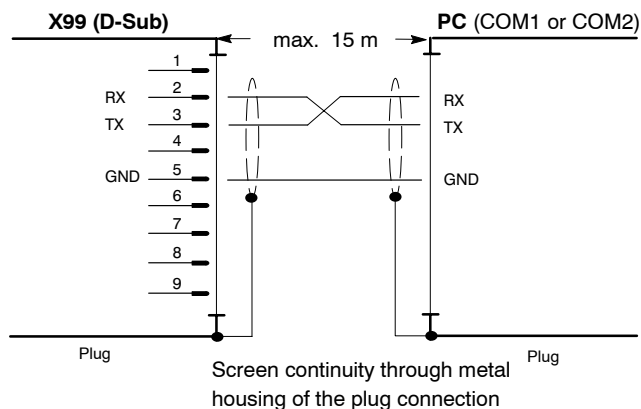 X99 (D-Sub)
PC (COM1 or COM2)
max. 15 m
1
RX 2 RX
TX 3 TX
4
GND 5 GND
6
7
8
9
Plug
Plug
Screen continuity through metal
housing of the plug connection